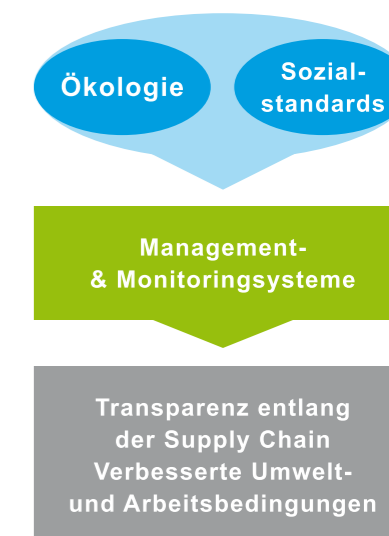 Ökologie
Sozial-
standards
Management-
& Monitoringsysteme
Transparenz entlang
der Supply Chain
Verbesserte Umwelt-
und Arbeitsbedingungen